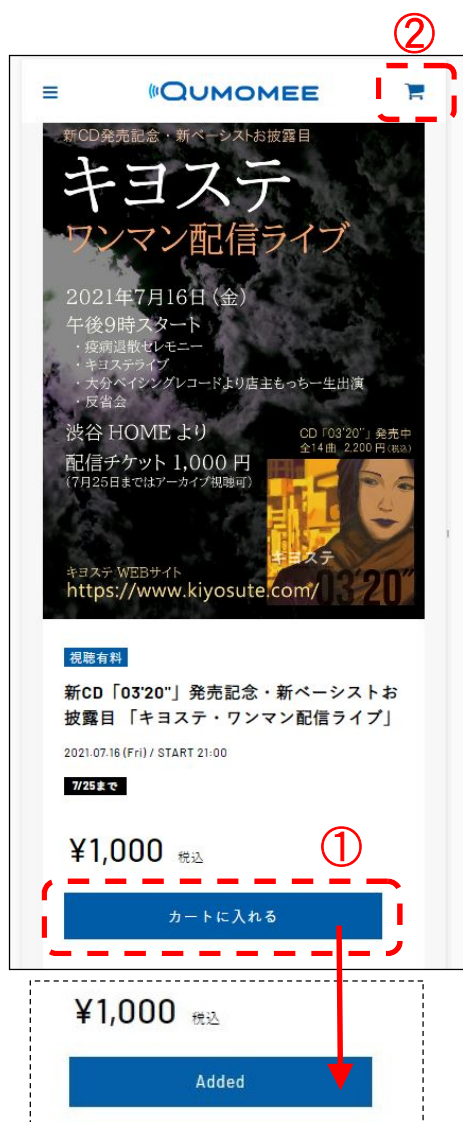 ②
QUMOMEE
新CD発売記念・新ベーシストお披露目
キヨステ
ワンマン配信ライブ
2021年7月16日(金)
午後9時スタート
・疫病退散セレモニー
・キヨステライブ
・大分ベイシングレコードより店主もっちー生出演
・反省会
渋谷 HOME より
配信チケット 1,000 円
(7月25日まではアーカイブ視聴可)
CD「03'20"」発売中
全14曲 2,200円(税込)
キヨステ
03'20"
キヨステ WEBサイト
https://www.kiyosute.com/
視聴有料
新CD「03'20"」発売記念・新ベーシストお
披露目 「キヨステ・ワンマン配信ライブ」
2021.07.16 (Fri) / START 21:00
7/25まで
¥1,000 税込
①
カートに入れる
¥1,000 税込
Added